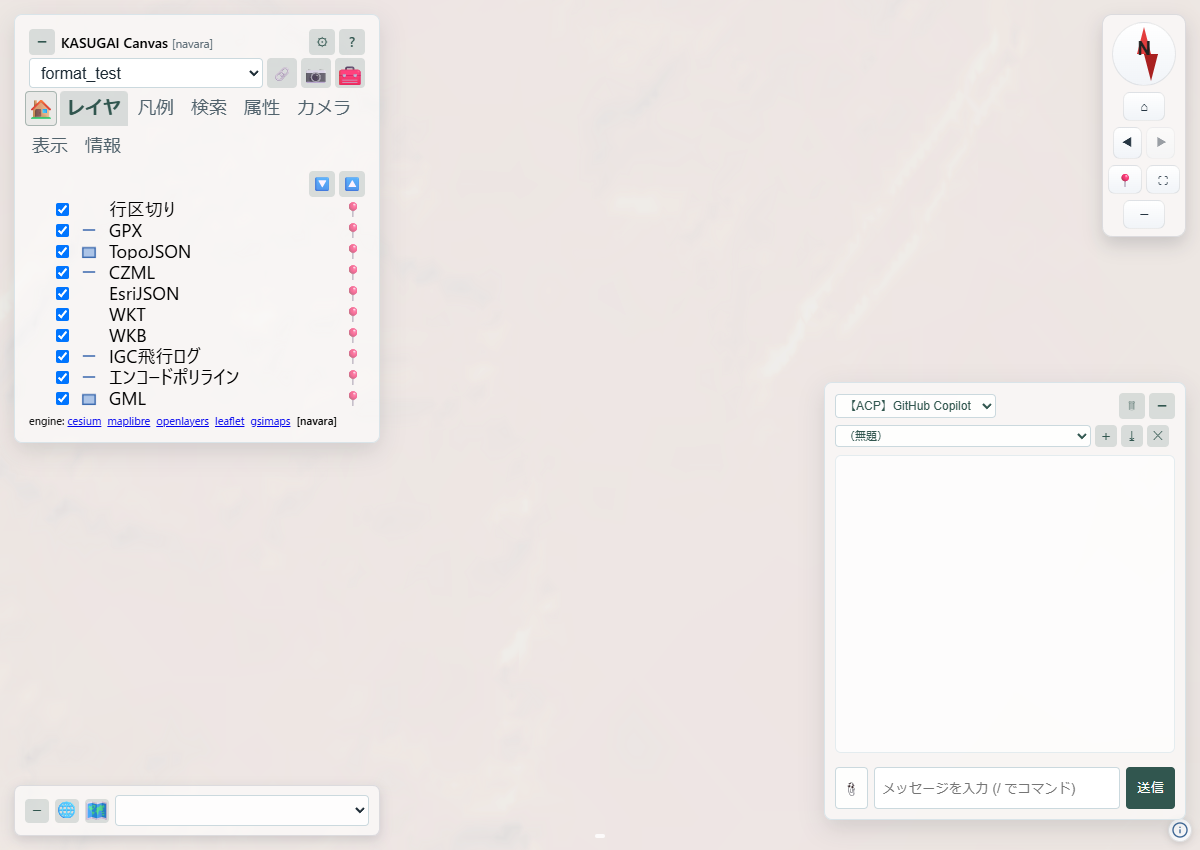 KASUGAI Canvas [navara]
?
format_test
レイヤ 凡例 検索 属性 カメラ
表示 情報
行区切り
GPX
TopoJSON
CZML
EsriJSON
WKT
WKB
IGC飛行ログ
エンコードポリライン
GML
engine: cesium maplibre openlayers leaflet gsimaps [navara]
N
【ACP】GitHub Copilot
（無題）
メッセージを入力 (/ でコマンド)
送信